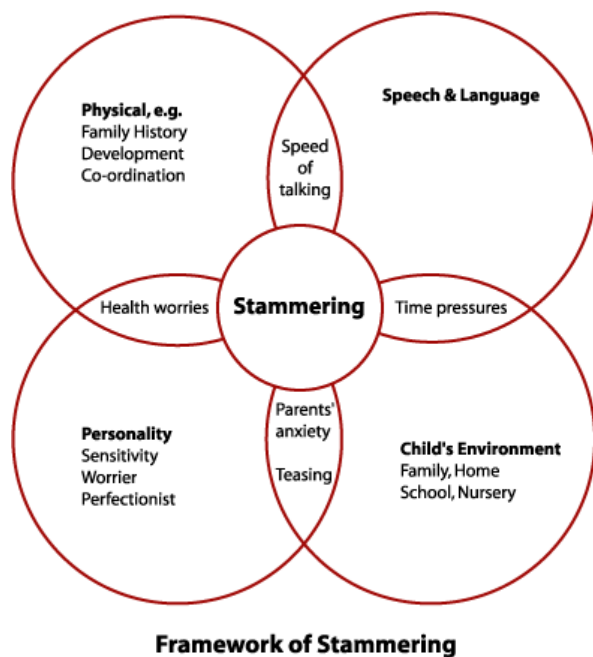 Physical, e.g.
Family History
Development
Co-ordination
Speech & Language
Speed
of
talking
Health worries
Stammering
Time pressures
Personality
Sensitivity
Worrier
Perfectionist
Parents'
anxiety
Teasing
Child's Environment
Family, Home
School, Nursery
Framework of Stammering